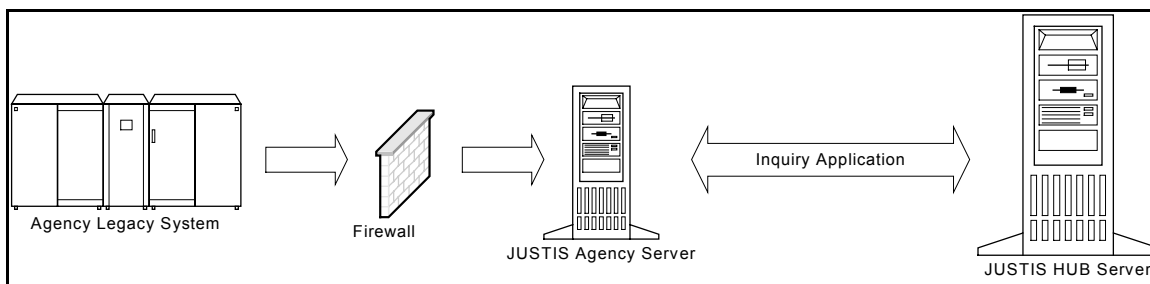 Agency Legacy System
Firewall
JUSTIS Agency Server
Inquiry Application
JUSTIS HUB Server